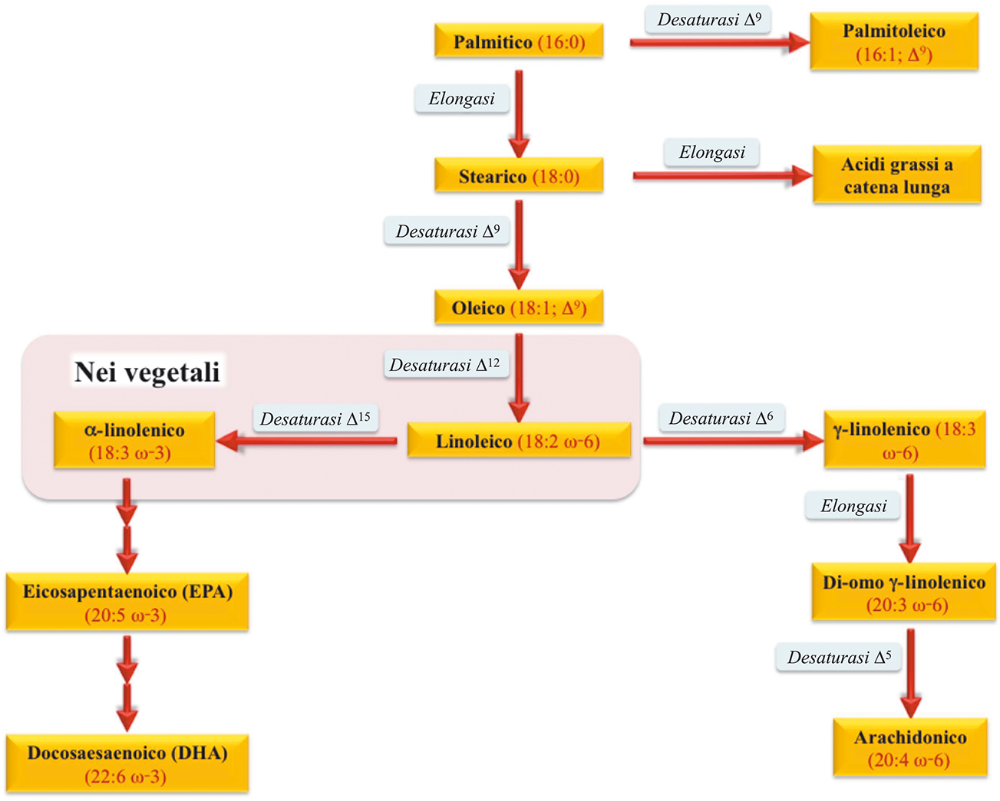 Desaturasi Δ⁹
Palmitico (16:0)
Palmitoleico
(16:1; Δ⁹)
Elongasi
Stearico (18:0)
Elongasi
Acidi grassi a
catena lunga
Desaturasi Δ⁹
Oleico (18:1; Δ⁹)
Nei vegetali
Desaturasi Δ¹²
α-linolenico
(18:3 ω-3)
Desaturasi Δ¹⁵
Linoleico (18:2 ω-6)
Desaturasi Δ⁶
γ-linolenico (18:3
ω-6)
Elongasi
Eicosapentaenoico (EPA)
(20:5 ω-3)
Di-omo γ-linolenico
(20:3 ω-6)
Desaturasi Δ⁵
Docosaesaenoico (DHA)
(22:6 ω-3)
Arachidonico
(20:4 ω-6)